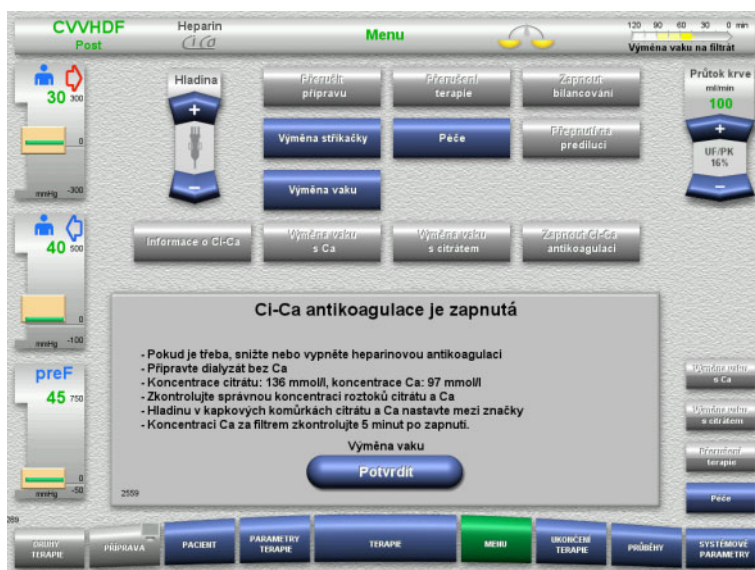 CVVHDF
Post
Heparin
Ci Ca
Menu
120 90 60 30 0 min
Výměna vaku na filtrát
30 300
0
mmHg -300
40 500
0
mmHg -100
preF
45 750
0
mmHg -50
Hladina
+
−
Přerušit
přípravu
Přerušení
terapie
Zapnout
bilancování
Výměna stříkačky
Péče
Přepnutí na
prediluci
Výměna vaku
Průtok krve
ml/min
100
+
UF/PK
16%
−
Informace o Ci-Ca
Výměna vaku
s Ca
Výměna vaku
s citrátem
Zapnout Ci-Ca
antikoagulaci
Ci-Ca antikoagulace je zapnutá
- Pokud je třeba, snižte nebo vypněte heparinovou antikoagulaci
- Připravte dialyzát bez Ca
- Koncentrace citrátu: 136 mmol/l, koncentrace Ca: 97 mmol/l
- Zkontrolujte správnou koncentraci roztoků citrátu a Ca
- Hladinu v kapkových komůrkách citrátu a Ca nastavte mezi značky
- Koncentraci Ca za filtrem zkontrolujte 5 minut po zapnutí.
Výměna vaku
Potvrdit
2559
Výměna vaku
s Ca
Výměna vaku
s citrátem
Přerušení
terapie
Péče
289
DRUHY
TERAPIE
PŘÍPRAVA
PACIENT
PARAMETRY
TERAPIE
TERAPIE
MENU
UKONČENÍ
TERAPIE
PRŮBĚHY
SYSTÉMOVÉ
PARAMETRY